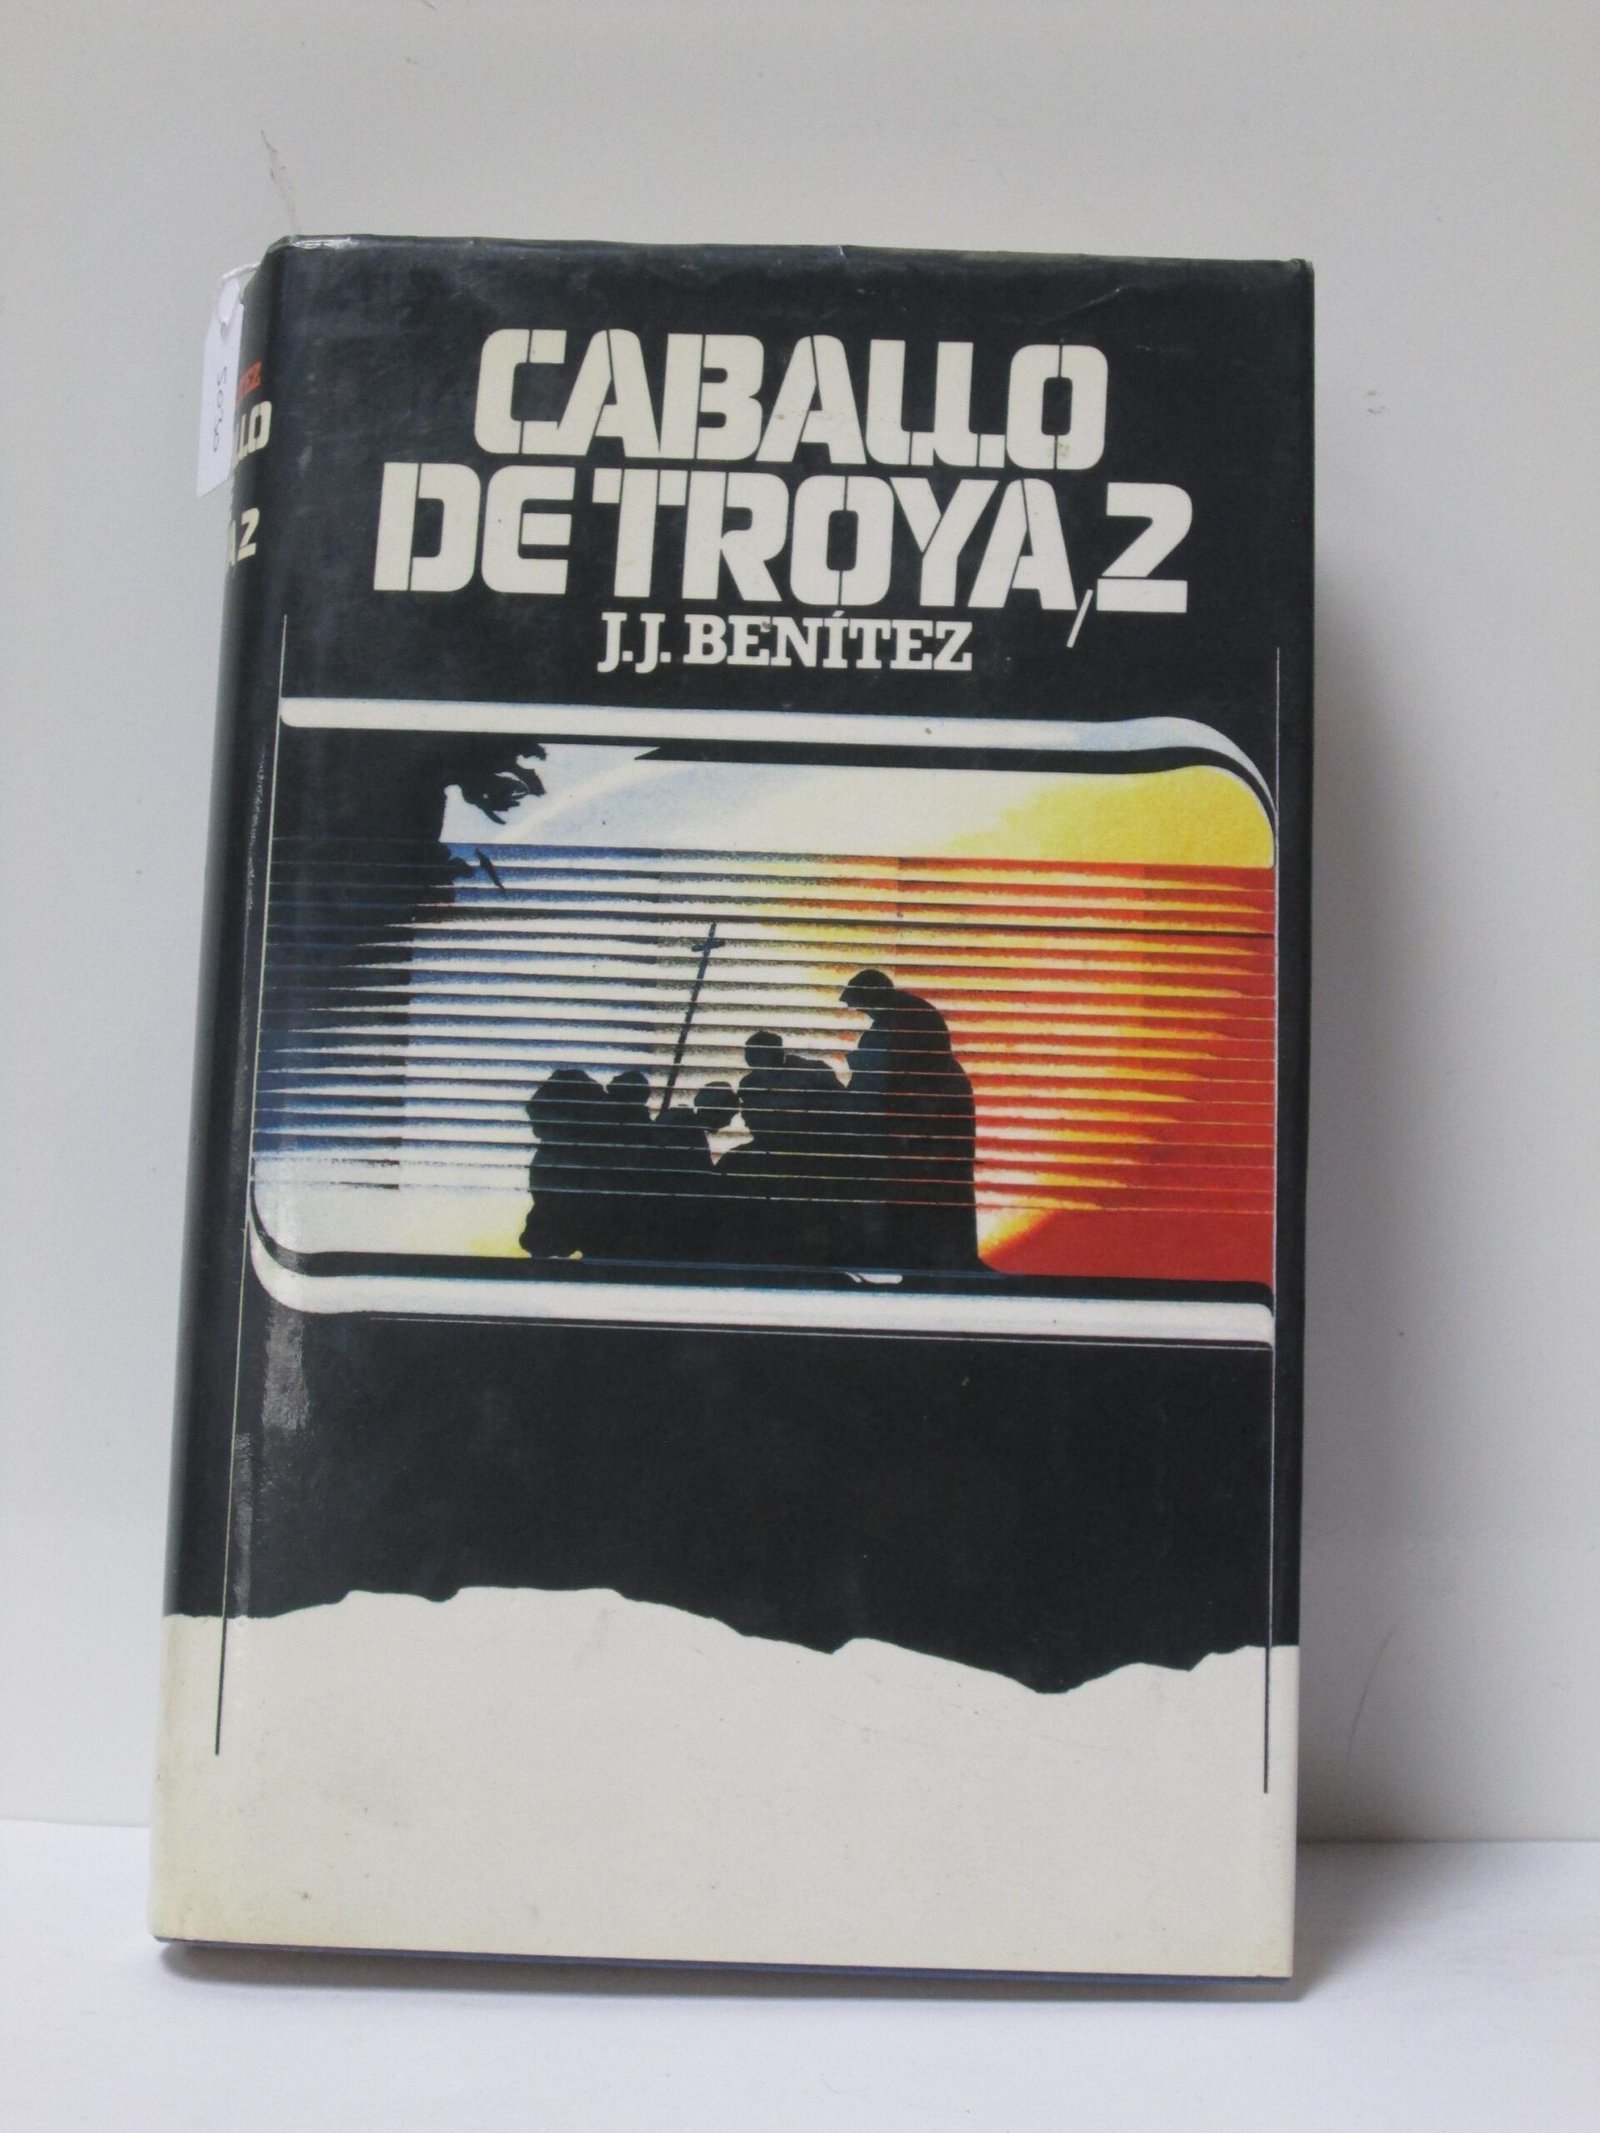 CABALLO
DE TROYA, 2
J.J. BENÍTEZ